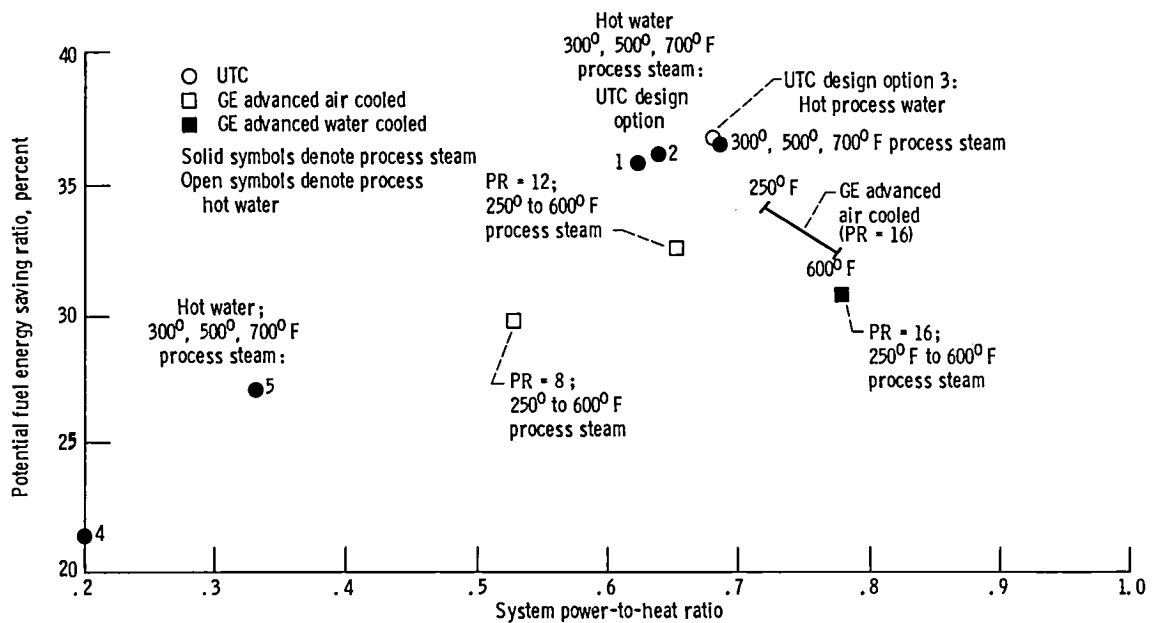 Hot water
300⁰, 500⁰, 700⁰ F
process steam:
UTC design
option
UTC
GE advanced air cooled
GE advanced water cooled
Solid symbols denote process steam
Open symbols denote process
hot water
UTC design option 3:
Hot process water
300⁰, 500⁰, 700⁰ F process steam
1
2
PR = 12;
250⁰ to 600⁰ F
process steam
250⁰ F
GE advanced
air cooled
(PR = 16)
600⁰ F
Hot water;
300⁰, 500⁰, 700⁰ F
process steam:
5
PR = 8;
250⁰ to 600⁰ F
process steam
PR = 16;
250⁰ F to 600⁰ F
process steam
4
Potential fuel energy saving ratio, percent
40
35
30
25
20
.2 .3 .4 .5 .6 .7 .8 .9 1.0
System power-to-heat ratio